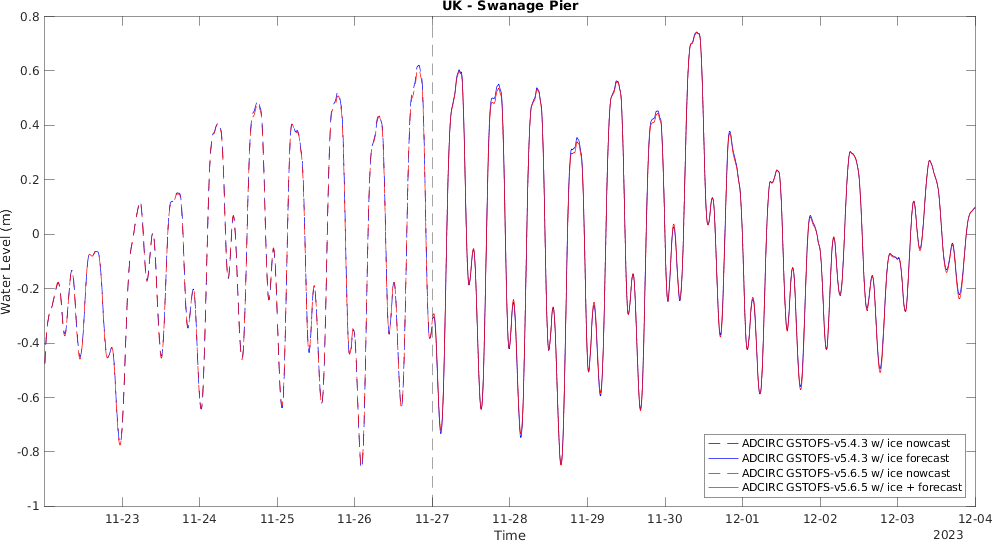 UK - Swanage Pier
0.8
0.6
0.4
0.2
0
-0.2
-0.4
-0.6
-0.8
-1
Water Level (m)
ADCIRC GSTOFS-v5.4.3 w/ ice nowcast
ADCIRC GSTOFS-v5.4.3 w/ ice forecast
ADCIRC GSTOFS-v5.6.5 w/ ice nowcast
ADCIRC GSTOFS-v5.6.5 w/ ice + forecast
11-23 11-24 11-25 11-26 11-27 11-28 11-29 11-30 12-01 12-02 12-03 12-04
Time
2023